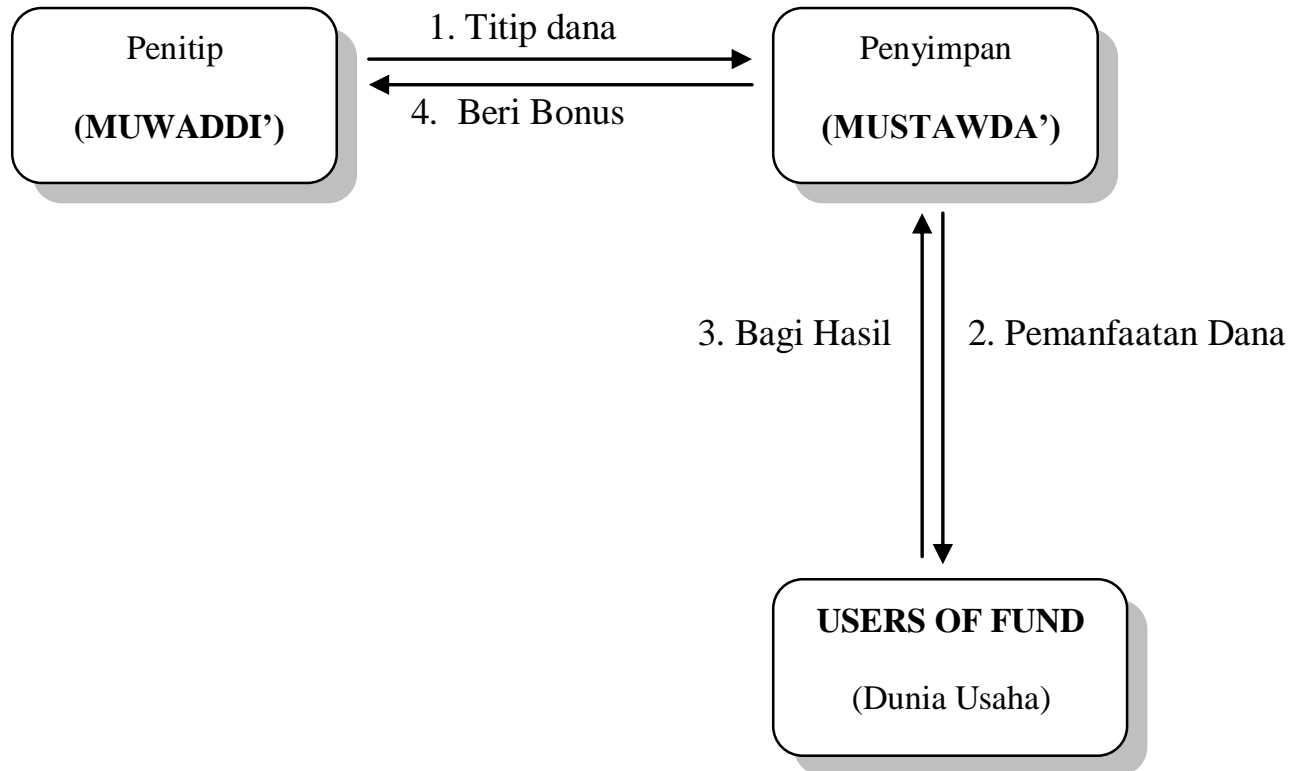 Penitip
(MUWADDI’)
1. Titip dana
4. Beri Bonus
Penyimpan
(MUSTAWDA’)
3. Bagi Hasil
2. Pemanfaatan Dana
USERS OF FUND
(Dunia Usaha)